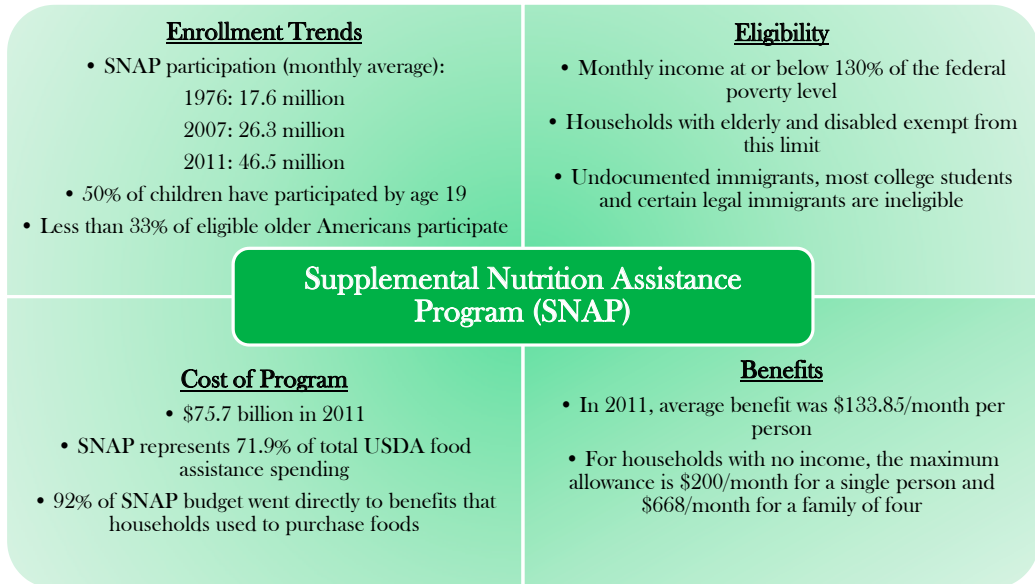 Enrollment Trends
• SNAP participation (monthly average):
1976: 17.6 million
2007: 26.3 million
2011: 46.5 million
• 50% of children have participated by age 19
• Less than 33% of eligible older Americans participate
Eligibility
• Monthly income at or below 130% of the federal
poverty level
• Households with elderly and disabled exempt from
this limit
• Undocumented immigrants, most college students
and certain legal immigrants are ineligible
Supplemental Nutrition Assistance
Program (SNAP)
Cost of Program
• $75.7 billion in 2011
• SNAP represents 71.9% of total USDA food
assistance spending
• 92% of SNAP budget went directly to benefits that
households used to purchase foods
Benefits
• In 2011, average benefit was $133.85/month per
person
• For households with no income, the maximum
allowance is $200/month for a single person and
$668/month for a family of four